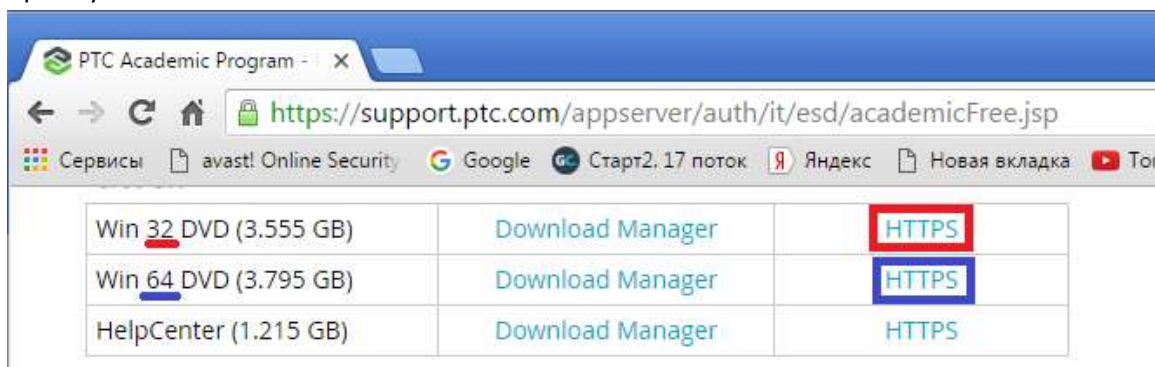 PTC Academic Program -
https://support.ptc.com/appserver/auth/it/esd/academicFree.jsp
Сервисы avast! Online Security Google Старт2. 17 поток Яндекс Новая вкладка
Win 32 DVD (3.555 GB) Download Manager HTTPS
Win 64 DVD (3.795 GB) Download Manager HTTPS
HelpCenter (1.215 GB) Download Manager HTTPS